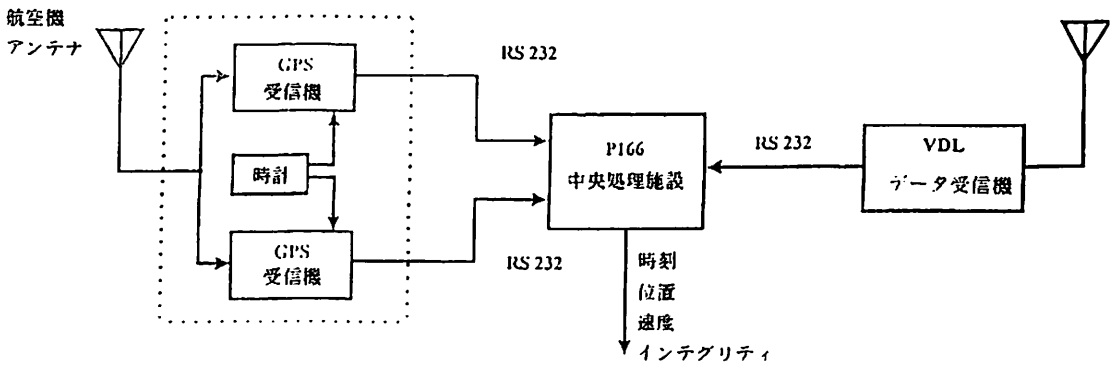 航空機
アンテナ
GPS
受信機
時計
GPS
受信機
RS 232
RS 232
P166
中央処理施設
時刻
位置
速度
インテグリティ
RS 232
VDL
データ受信機